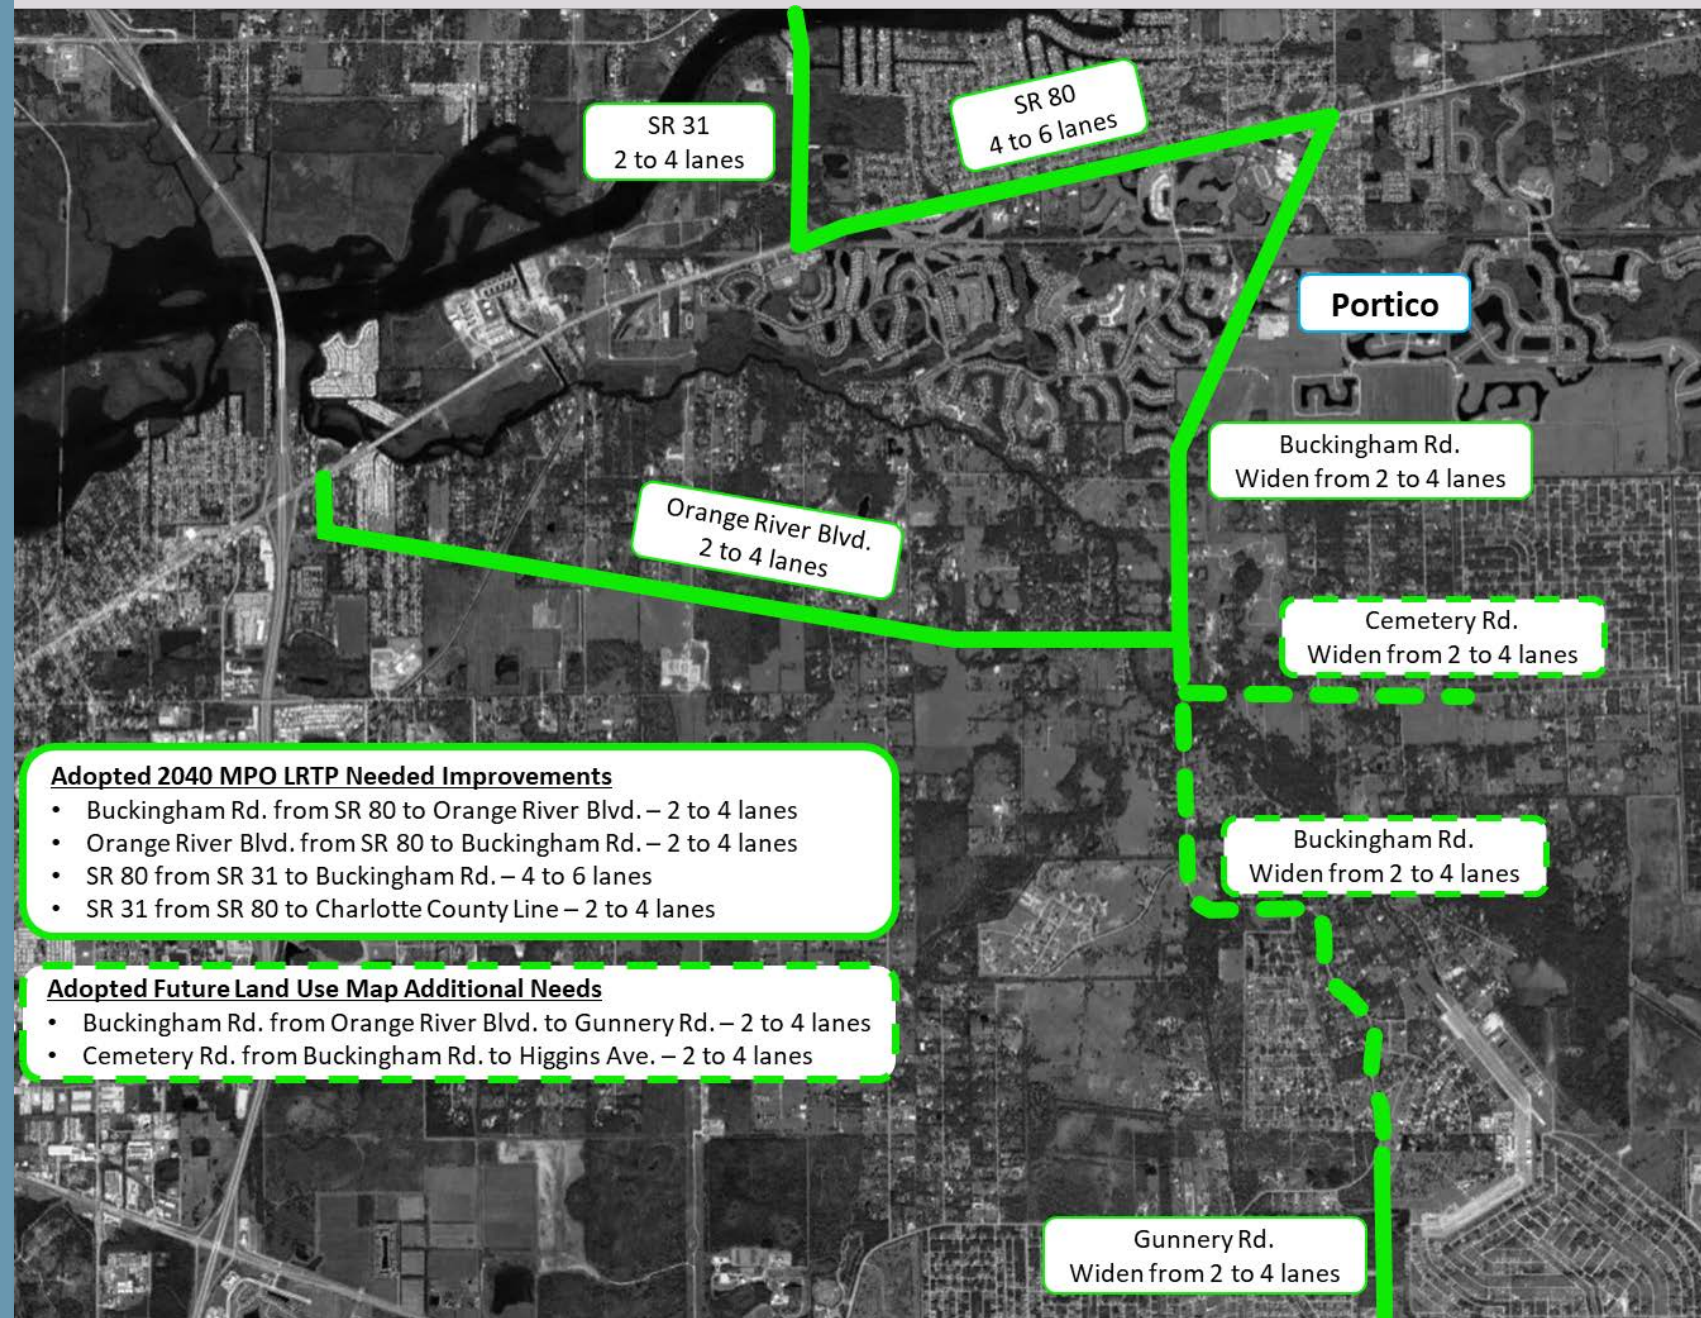 SR 31
2 to 4 lanes
SR 80
4 to 6 lanes
Portico
Buckingham Rd.
Widen from 2 to 4 lanes
Orange River Blvd.
2 to 4 lanes
Cemetery Rd.
Widen from 2 to 4 lanes
Adopted 2040 MPO LRTP Needed Improvements
• Buckingham Rd. from SR 80 to Orange River Blvd. – 2 to 4 lanes
• Orange River Blvd. from SR 80 to Buckingham Rd. – 2 to 4 lanes
• SR 80 from SR 31 to Buckingham Rd. – 4 to 6 lanes
• SR 31 from SR 80 to Charlotte County Line – 2 to 4 lanes
Buckingham Rd.
Widen from 2 to 4 lanes
Adopted Future Land Use Map Additional Needs
• Buckingham Rd. from Orange River Blvd. to Gunnery Rd. – 2 to 4 lanes
• Cemetery Rd. from Buckingham Rd. to Higgins Ave. – 2 to 4 lanes
Gunnery Rd.
Widen from 2 to 4 lanes